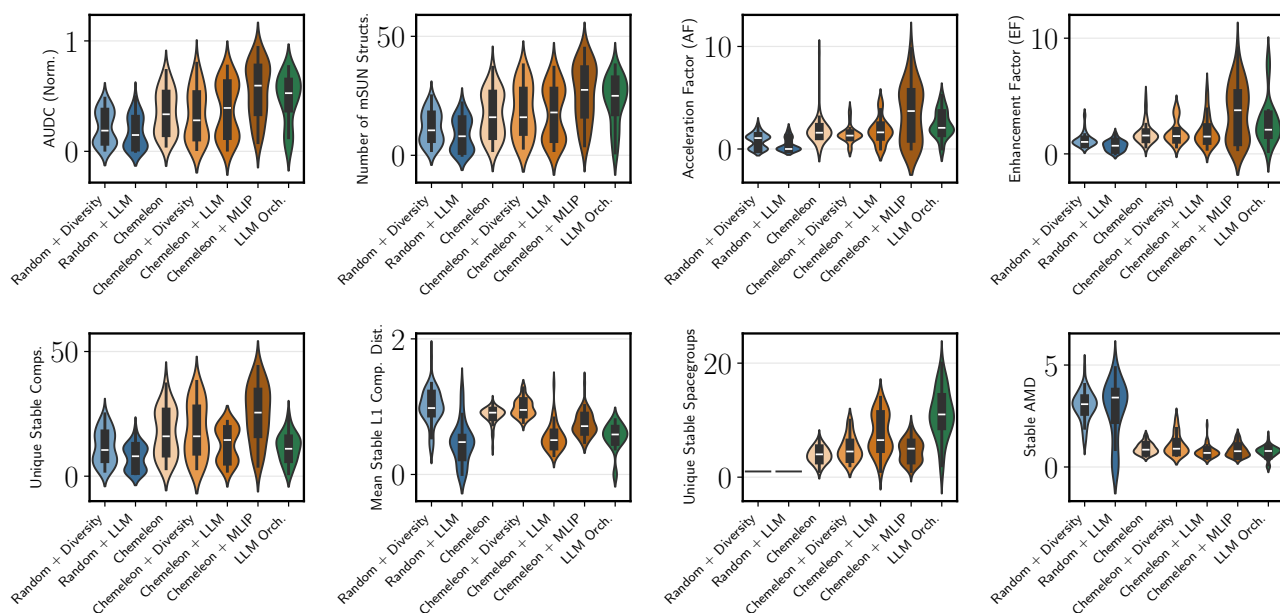 AUDC (Norm.)
1
0
Random + Diversity
Random + LLM
Chemeleon
Chemeleon + Diversity
Chemeleon + LLM
Chemeleon + MLIP
LLM Orch.
Number of mSUN Structs.
50
0
Random + Diversity
Random + LLM
Chemeleon
Chemeleon + Diversity
Chemeleon + LLM
Chemeleon + MLIP
LLM Orch.
Acceleration Factor (AF)
10
0
Random + Diversity
Random + LLM
Chemeleon
Chemeleon + Diversity
Chemeleon + LLM
Chemeleon + MLIP
LLM Orch.
Enhancement Factor (EF)
10
0
Random + Diversity
Random + LLM
Chemeleon
Chemeleon + Diversity
Chemeleon + LLM
Chemeleon + MLIP
LLM Orch.
Unique Stable Comps.
50
0
Random + Diversity
Random + LLM
Chemeleon
Chemeleon + Diversity
Chemeleon + LLM
Chemeleon + MLIP
LLM Orch.
Mean Stable L1 Comp. Dist.
2
0
Random + Diversity
Random + LLM
Chemeleon
Chemeleon + Diversity
Chemeleon + LLM
Chemeleon + MLIP
LLM Orch.
Unique Stable Spacegroups
20
0
Random + Diversity
Random + LLM
Chemeleon
Chemeleon + Diversity
Chemeleon + LLM
Chemeleon + MLIP
LLM Orch.
Stable AMD
5
0
Random + Diversity
Random + LLM
Chemeleon
Chemeleon + Diversity
Chemeleon + LLM
Chemeleon + MLIP
LLM Orch.